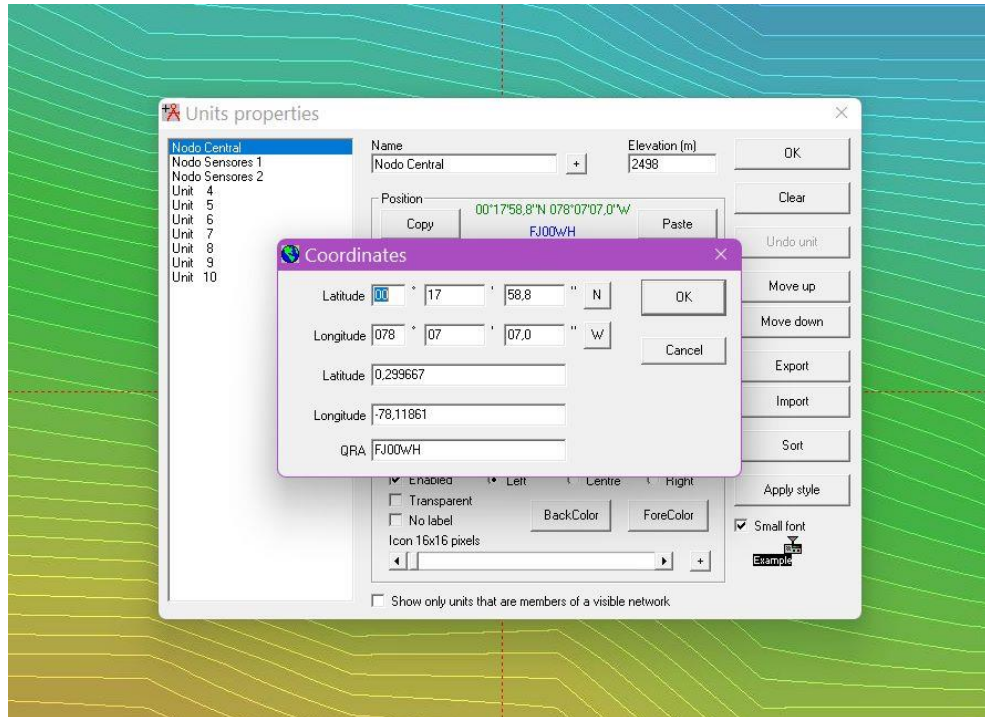 Units properties
Nodo Central
Nodo Sensores 1
Nodo Sensores 2
Unit 4
Unit 5
Unit 6
Unit 7
Unit 8
Unit 9
Unit 10
Name
Nodo Central
+
Elevation (m)
2498
OK
Position
Copy
00°17'58,8"N 078°07'07,0"W
FJ00WH
Paste
Clear
Undo unit
Move up
Move down
Export
Import
Sort
Apply style
Small font
Example
Coordinates
Latitude 00 ° 17 ' 58,8 " N
OK
Longitude 078 ° 07 ' 07,0 " W
Cancel
Latitude 0,299667
Longitude -78,11861
QRA FJ00WH
Enabled Left Centre Right
Transparent
No label
BackColor
ForeColor
Icon 16x16 pixels
+
Show only units that are members of a visible network